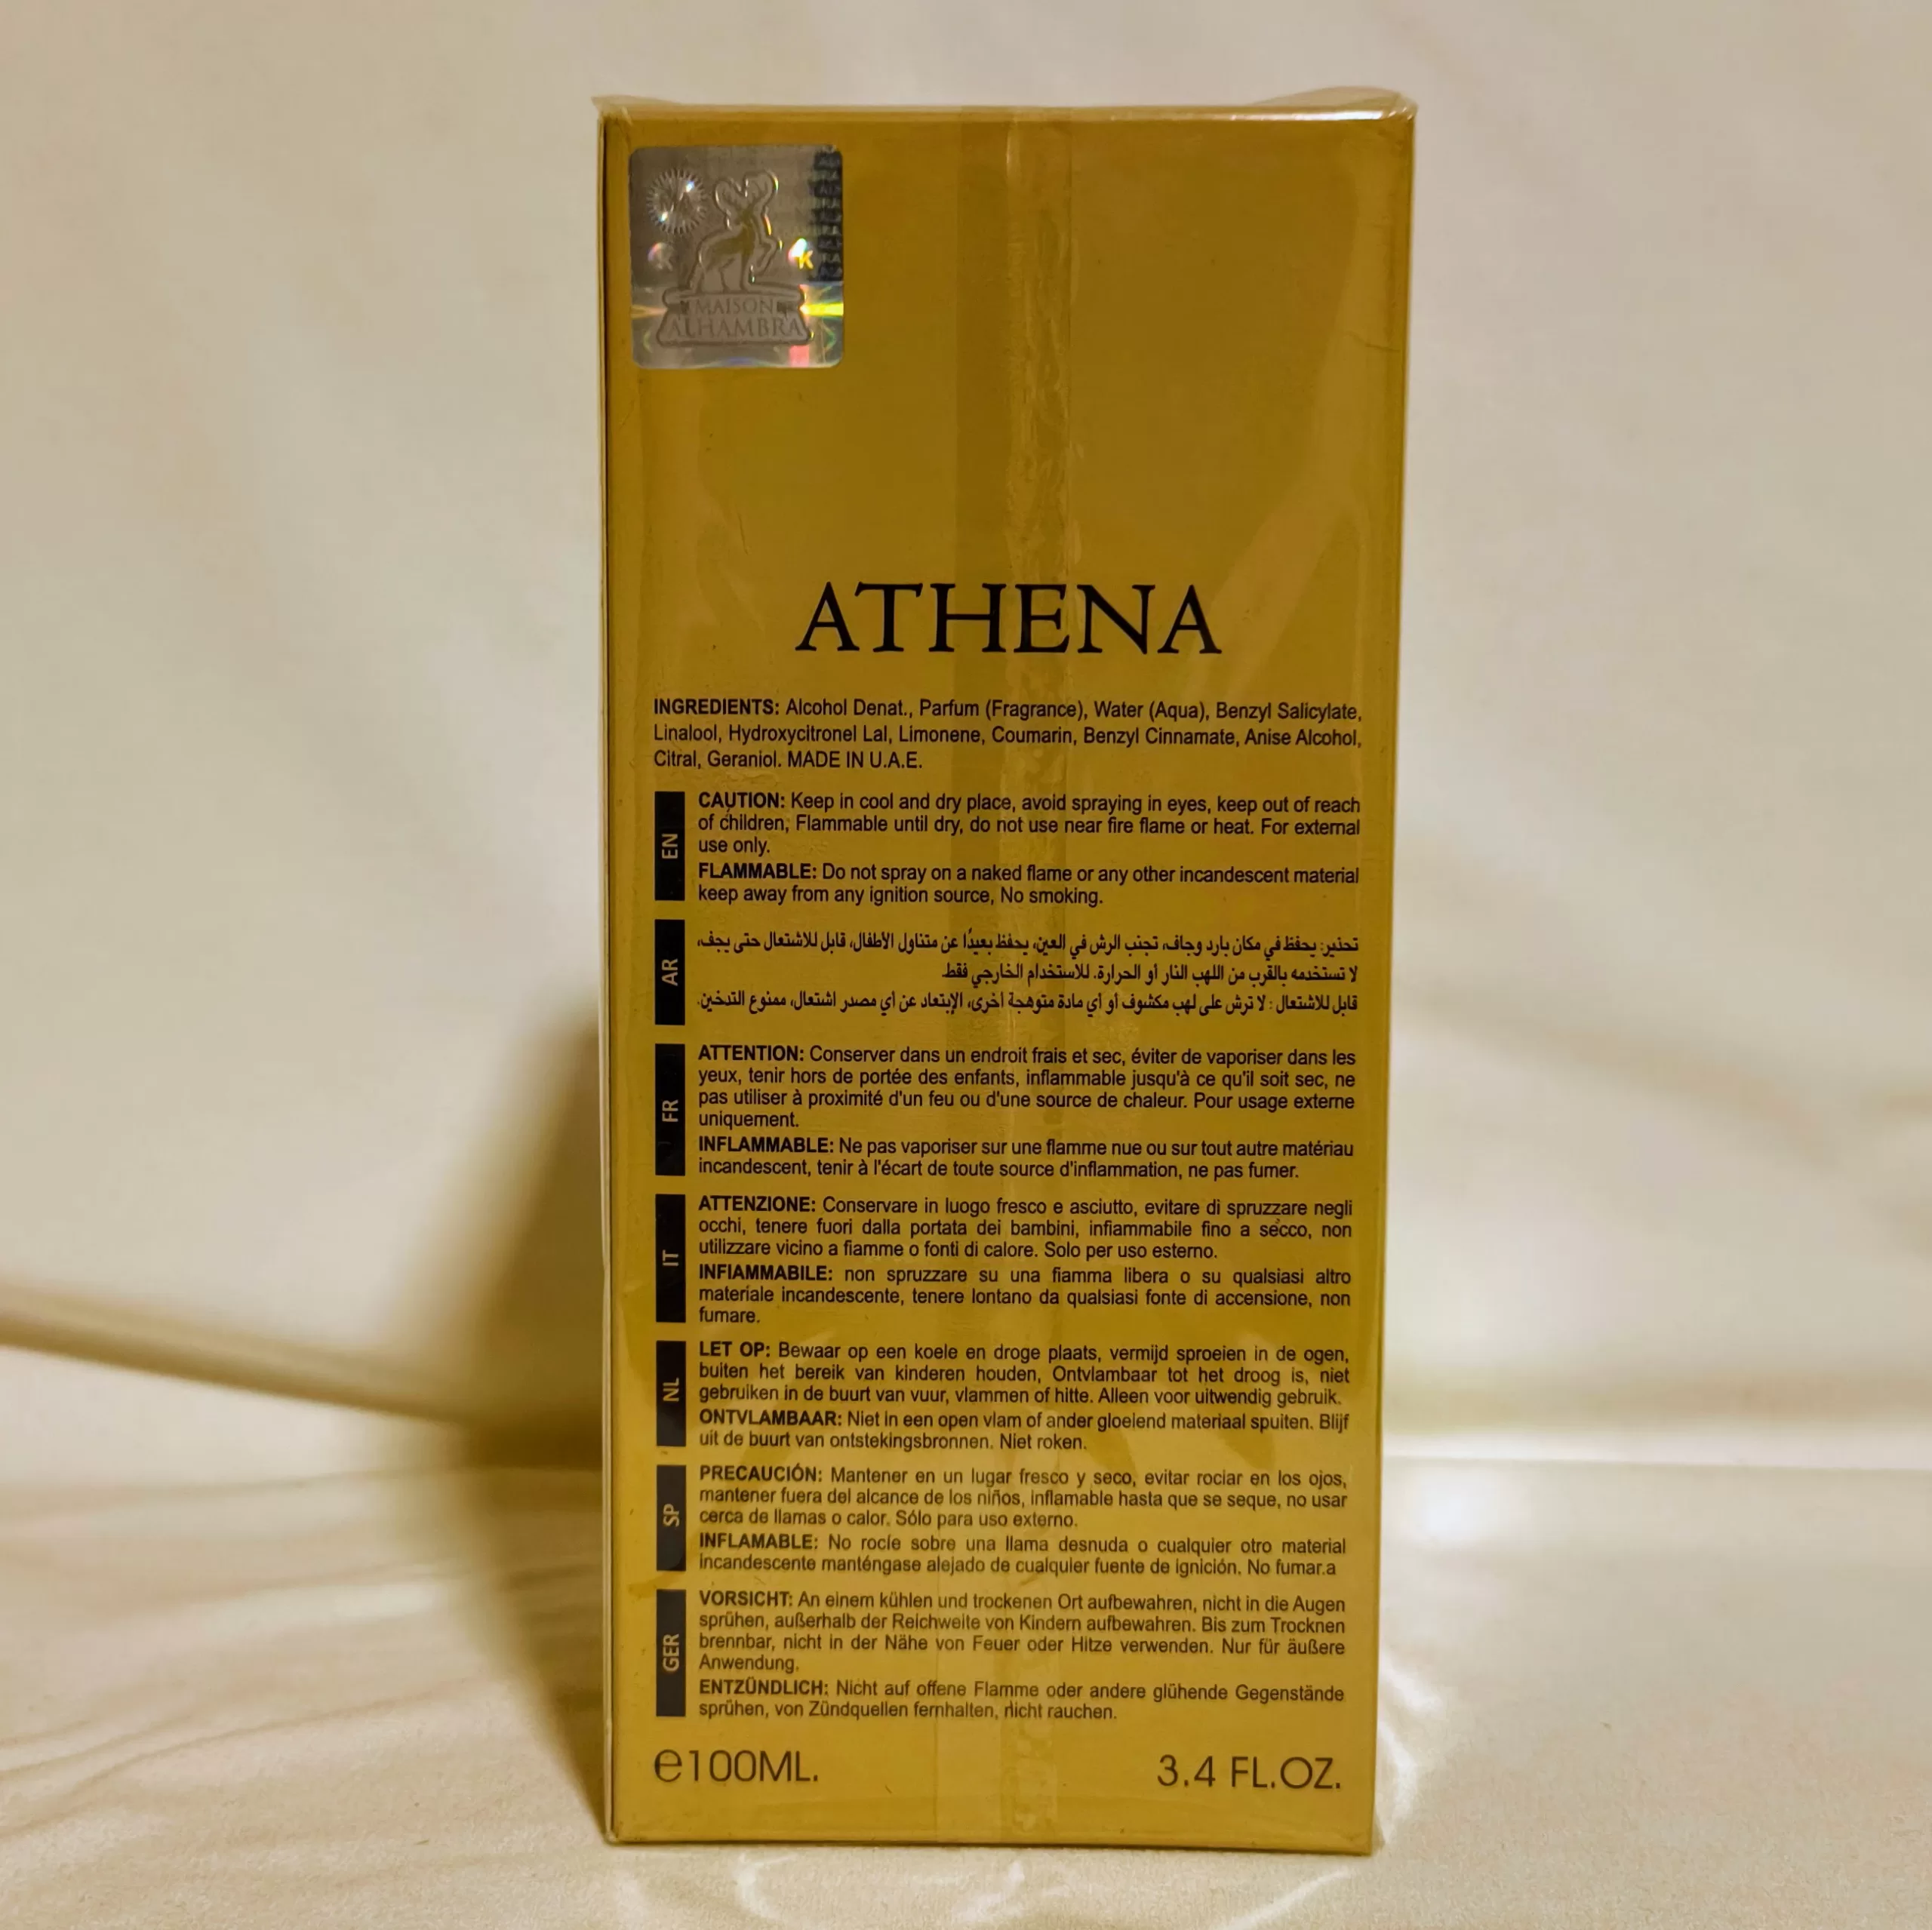 MAISON
ALHAMBRA
ATHENA
INGREDIENTS: Alcohol Denat., Parfum (Fragrance), Water (Aqua), Benzyl Salicylate,
Linalool, Hydroxycitronel Lal, Limonene, Coumarin, Benzyl Cinnamate, Anise Alcohol,
Citral, Geraniol. MADE IN U.A.E.
EN
CAUTION: Keep in cool and dry place, avoid spraying in eyes, keep out of reach
of children, Flammable until dry, do not use near fire flame or heat. For external
use only.
FLAMMABLE: Do not spray on a naked flame or any other incandescent material
keep away from any ignition source, No smoking.
AR
تحذير: يحفظ في مكان بارد وجاف، تجنب الرش في العين، يحفظ بعيدًا عن متناول الأطفال، قابل للاشتعال حتى يجف،
لا تستخدمه بالقرب من اللهب النار أو الحرارة. للاستخدام الخارجي فقط
قابل للاشتعال: لا ترش على لهب مكشوف أو أي مادة متوهجة أخرى، الإبتعاد عن أي مصدر اشتعال، ممنوع التدخين.
FR
ATTENTION: Conserver dans un endroit frais et sec, éviter de vaporiser dans les
yeux, tenir hors de portée des enfants, inflammable jusqu'à ce qu'il soit sec, ne
pas utiliser à proximité d'un feu ou d'une source de chaleur. Pour usage externe
uniquement.
INFLAMMABLE: Ne pas vaporiser sur une flamme nue ou sur tout autre matériau
incandescent, tenir à l'écart de toute source d'inflammation, ne pas fumer.
IT
ATTENZIONE: Conservare in luogo fresco e asciutto, evitare di spruzzare negli
occhi, tenere fuori dalla portata dei bambini, infiammabile fino a secco, non
utilizzare vicino a fiamme o fonti di calore. Solo per uso esterno.
INFIAMMABILE: non spruzzare su una fiamma libera o su qualsiasi altro
materiale incandescente, tenere lontano da qualsiasi fonte di accensione, non
fumare.
NL
LET OP: Bewaar op een koele en droge plaats, vermijd sproeien in de ogen,
buiten het bereik van kinderen houden, Ontvlambaar tot het droog is, niet
gebruiken in de buurt van vuur, vlammen of hitte. Alleen voor uitwendig gebruik.
ONTVLAMBAAR: Niet in een open vlam of ander gloeiend materiaal spuiten. Blijf
uit de buurt van ontstekingsbronnen. Niet roken.
SP
PRECAUCIÓN: Mantener en un lugar fresco y seco, evitar rociar en los ojos,
mantener fuera del alcance de los niños, inflamable hasta que se seque, no usar
cerca de llamas o calor. Sólo para uso externo.
INFLAMABLE: No rocíe sobre una llama desnuda o cualquier otro material
incandescente manténgase alejado de cualquier fuente de ignición. No fumar.a
GER
VORSICHT: An einem kühlen und trockenen Ort aufbewahren, nicht in die Augen
sprühen, außerhalb der Reichweite von Kindern aufbewahren. Bis zum Trocknen
brennbar, nicht in der Nähe von Feuer oder Hitze verwenden. Nur für äußere
Anwendung.
ENTZÜNDLICH: Nicht auf offene Flamme oder andere glühende Gegenstände
sprühen, von Zündquellen fernhalten, nicht rauchen.
℮100ML.
3.4 FL.OZ.